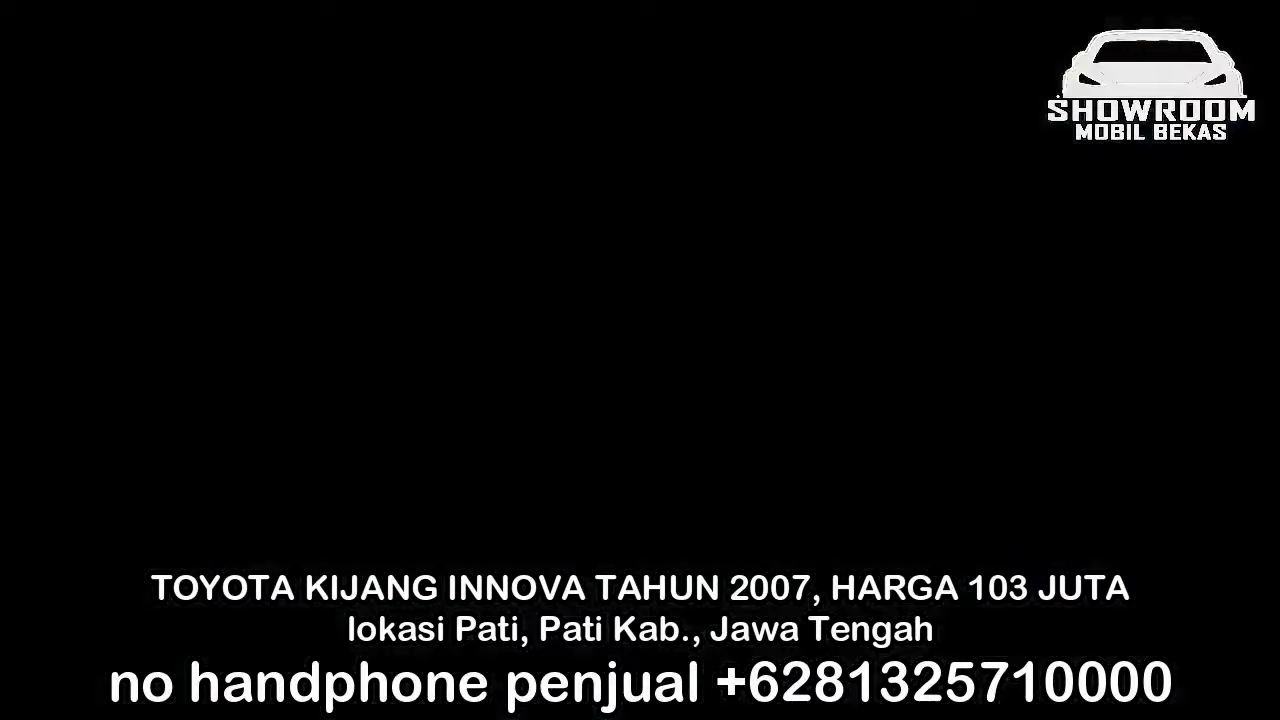 SHOWROOM
MOBIL BEKAS
TOYOTA KIJANG INNOVA TAHUN 2007, HARGA 103 JUTA
lokasi Pati, Pati Kab., Jawa Tengah
no handphone penjual +6281325710000